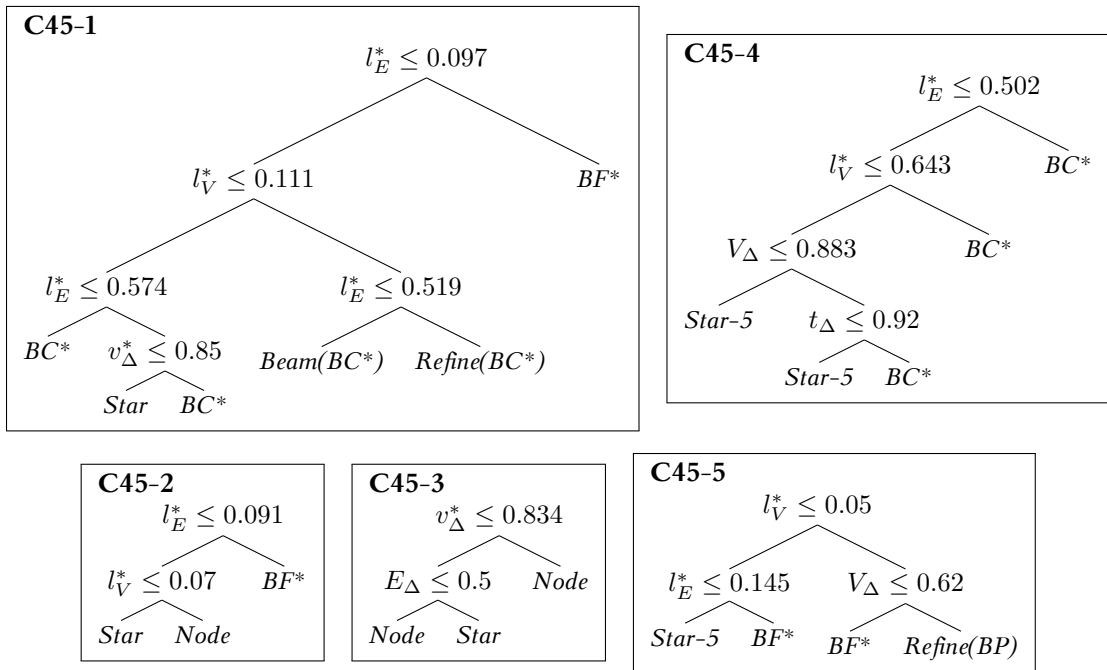 C45-1
l*_E ≤ 0.097
l*_V ≤ 0.111
BF*
l*_E ≤ 0.574
l*_E ≤ 0.519
BC*
v*_Δ ≤ 0.85
Beam(BC*)
Refine(BC*)
Star
BC*
C45-4
l*_E ≤ 0.502
l*_V ≤ 0.643
BC*
V_Δ ≤ 0.883
BC*
Star-5
t_Δ ≤ 0.92
Star-5
BC*
C45-2
l*_E ≤ 0.091
l*_V ≤ 0.07
BF*
Star
Node
C45-3
v*_Δ ≤ 0.834
E_Δ ≤ 0.5
Node
Node
Star
C45-5
l*_V ≤ 0.05
l*_E ≤ 0.145
V_Δ ≤ 0.62
Star-5
BF*
BF*
Refine(BP)